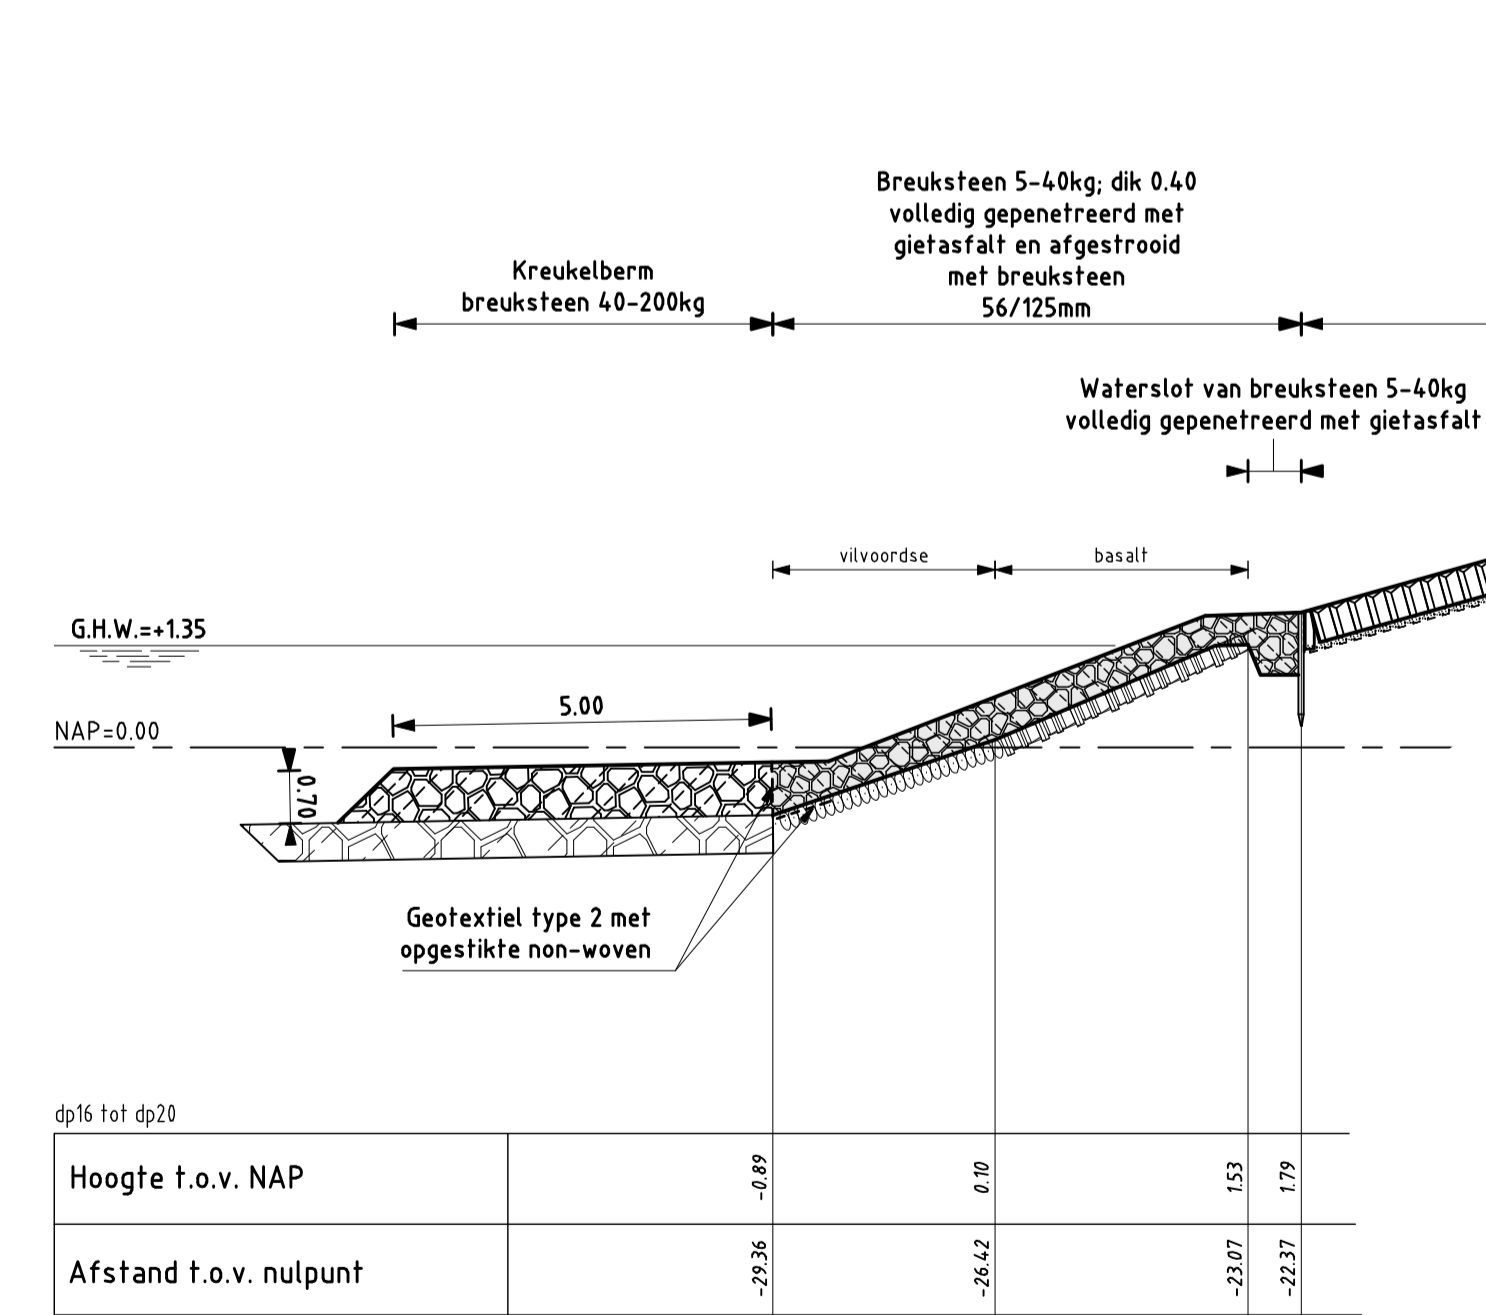 Breuksteen 5-40kg; dik 0.40
volledig gepenetreerd met
gietasfalt en afgestrooid
met breuksteen
56/125mm
Kreukelberm
breuksteen 40-200kg
Waterslot van breuksteen 5-40kg
volledig gepenetreerd met gietasfalt
vilvoordse
basalt
G.H.W.=+1.35
5.00
NAP=0.00
0.70
Geotextiel type 2 met
opgestikte non-woven
dp16 tot dp20
Hoogte t.o.v. NAP
-0.89
0.10
1.53
1.79
Afstand t.o.v. nulpunt
-29.36
-26.42
-23.07
-22.37